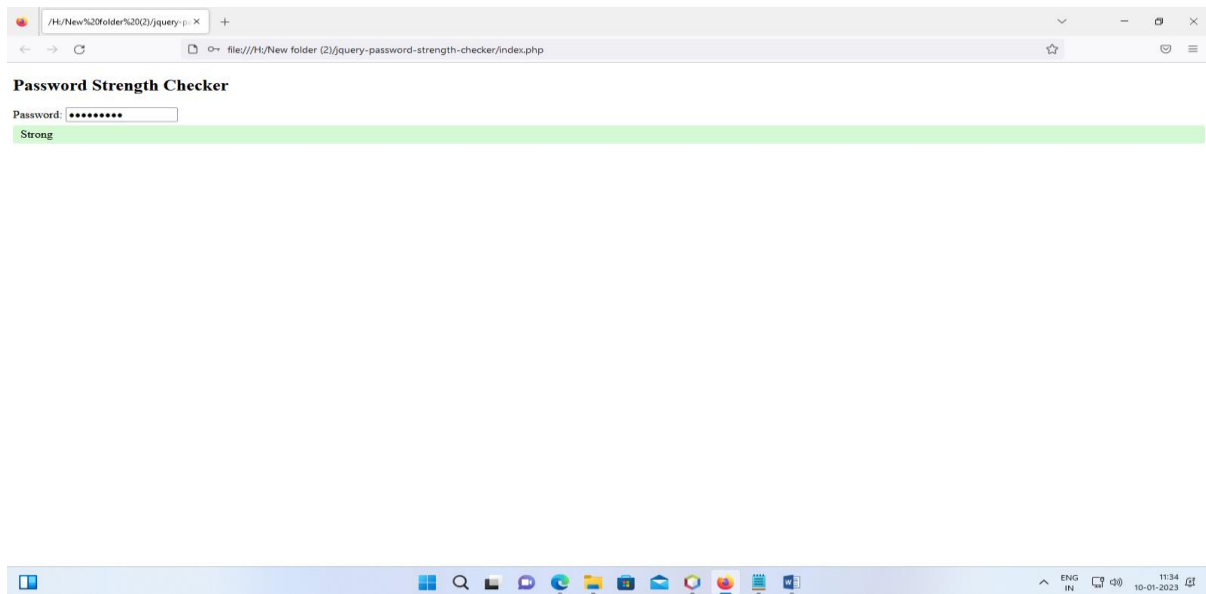 /H:/New%20folder%20(2)/jquery-pa
file:///H:/New folder (2)/jquery-password-strength-checker/index.php
Password Strength Checker
Password: •••••••••
Strong
ENG
IN
11:34
10-01-2023